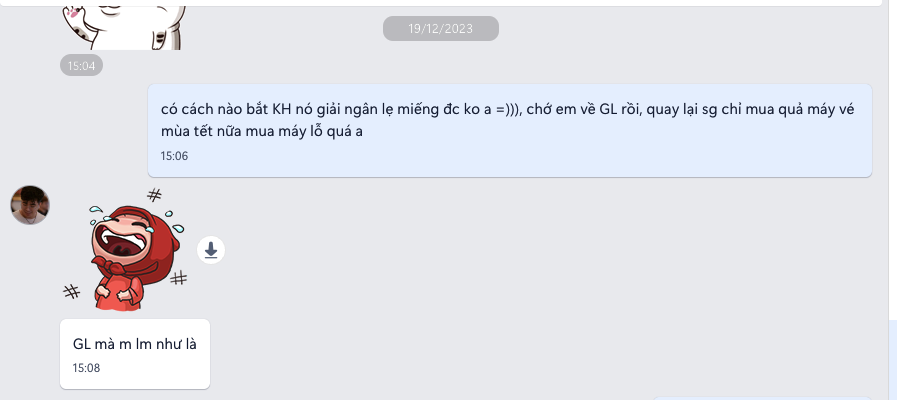 19/12/2023
15:04
có cách nào bắt KH nó giải ngân lẹ miếng đc ko a =))), chớ em về GL rồi, quay lại sg chỉ mua quả máy vé
mùa tết nữa mua máy lỗ quá a
15:06
GL mà m lm như là
15:08